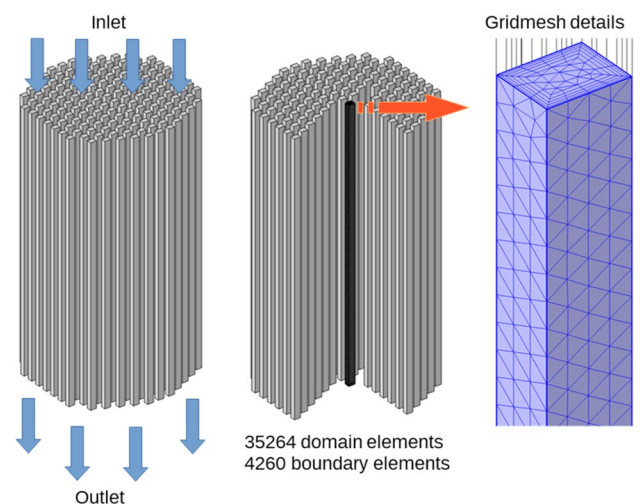 Inlet
Gridmesh details
35264 domain elements
4260 boundary elements
Outlet